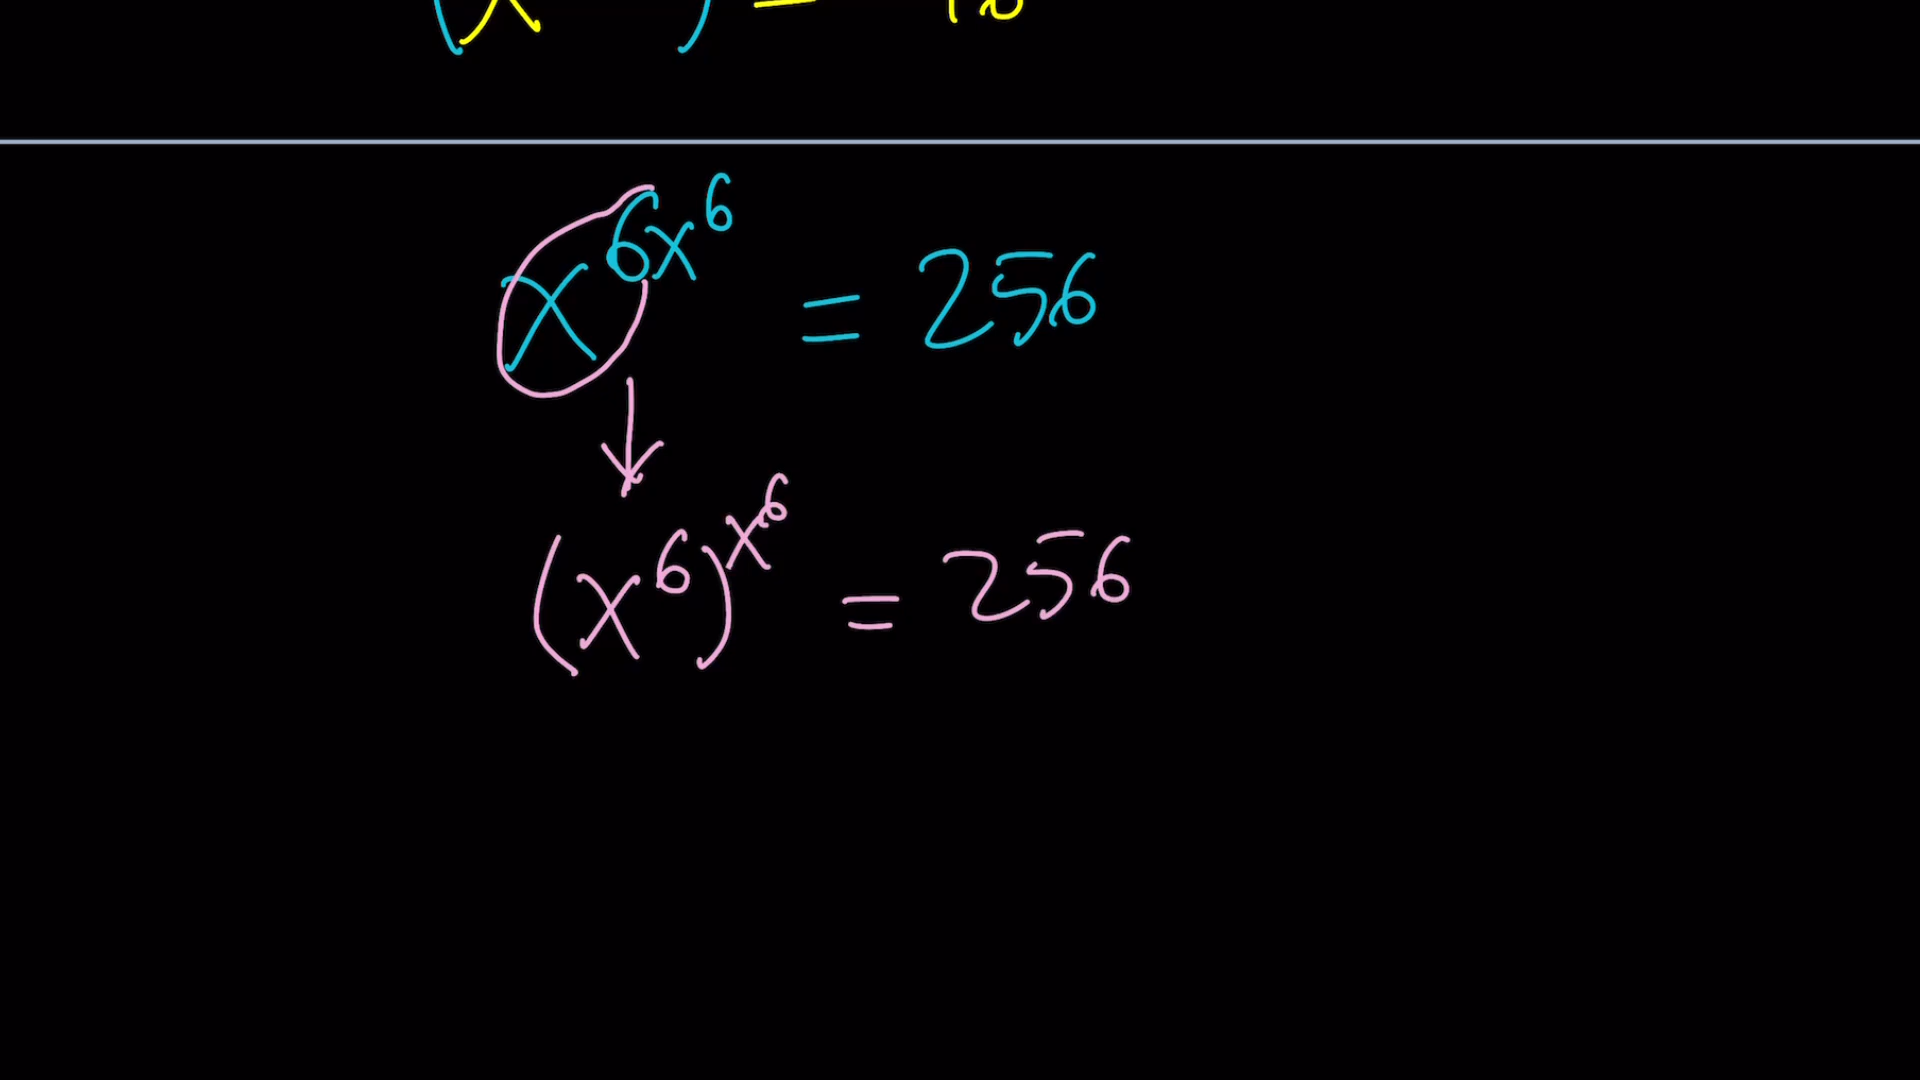 x^{6x^6} = 256
(x^6)^{x^6} = 256